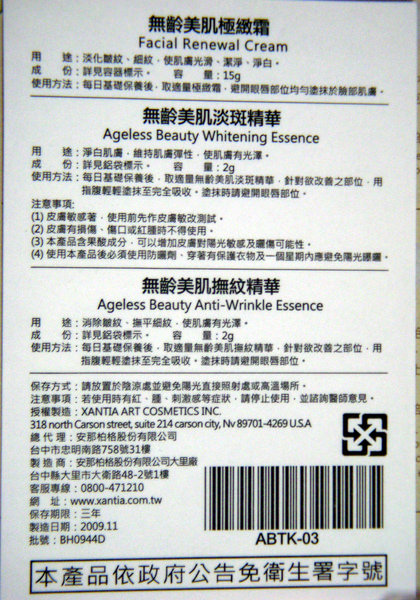 無齡美肌極緻霜
Facial Renewal Cream
用　途：淡化皺紋、細紋，使肌膚光滑、潔淨、淨白。
成　份：詳見容器標示。　容　量：15g
使用方法：每日基礎保養後，取適量極緻霜，避開眼唇部位均勻塗抹於臉部肌膚。
無齡美肌淡斑精華
Ageless Beauty Whitening Essence
用　途：淨白肌膚，維持肌膚彈性，使肌膚有光澤。
成　份：詳見鋁袋標示。　容　量：2g
使用方法：每日基礎保養後，取適量無齡美肌淡斑精華，針對欲改善之部位，用
指腹輕輕塗抹至完全吸收。塗抹時請避開眼唇部位。
注意事項:
(1) 皮膚敏感著，使用前先作皮膚敏改測試。
(2) 皮膚有損傷、傷口或紅腫時不得使用。
(3) 本產品含果酸成分，可以增加皮膚對陽光敏感及曬傷可能性。
(4) 使用本產品後必須使用防曬劑、穿著有保護衣物及一個星期內應避免陽光曝曬。
無齡美肌撫紋精華
Ageless Beauty Anti-Wrinkle Essence
用　途：消除皺紋、撫平細紋，使肌膚有光澤。
成　份：詳見鋁袋標示。　容　量：2g
使用方法：每日基礎保養後，取適量無齡美肌撫紋精華，針對欲改善之部位，用
指腹輕輕塗抹至完全吸收。塗抹時請避開眼唇部位。
保存方式：請放置於陰涼處並避免陽光直接照射處或高溫場所。
注意事項：若使用時有紅、腫、刺激感等症狀，請停止使用，並諮詢醫師意見。
授權製造：XANTIA ART COSMETICS INC.
318 north Carson street, suite 214 carson city, Nv 89701-4269 U.S.A
總 代 理：安那柏格股份有限公司
台中市忠明南路758號31樓
製 造 商：安那柏格股份有限公司大里廠
台中縣大里市大衛路48-2號1樓
客服專線：0800-471210
網　址：www.xantia.com.tw
保存期限：三年
製造日期：2009.11
批號：BH0944D
ABTK-03
本產品依政府公告免衛生署字號